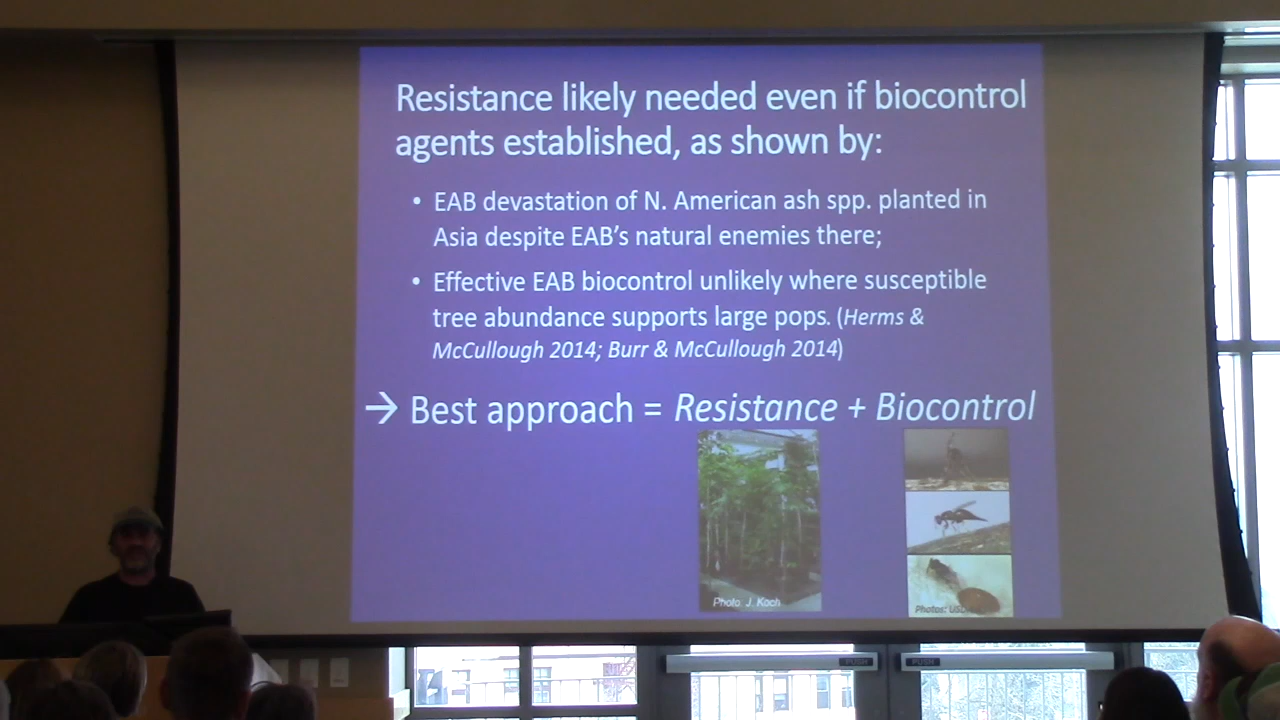 Resistance likely needed even if biocontrol
agents established, as shown by:
• EAB devastation of N. American ash spp. planted in
Asia despite EAB’s natural enemies there;
• Effective EAB biocontrol unlikely where susceptible
tree abundance supports large pops. (Herms &
McCullough 2014; Burr & McCullough 2014)
→ Best approach = Resistance + Biocontrol
Photo: J. Koch
Photos:
PUSH
PUSH